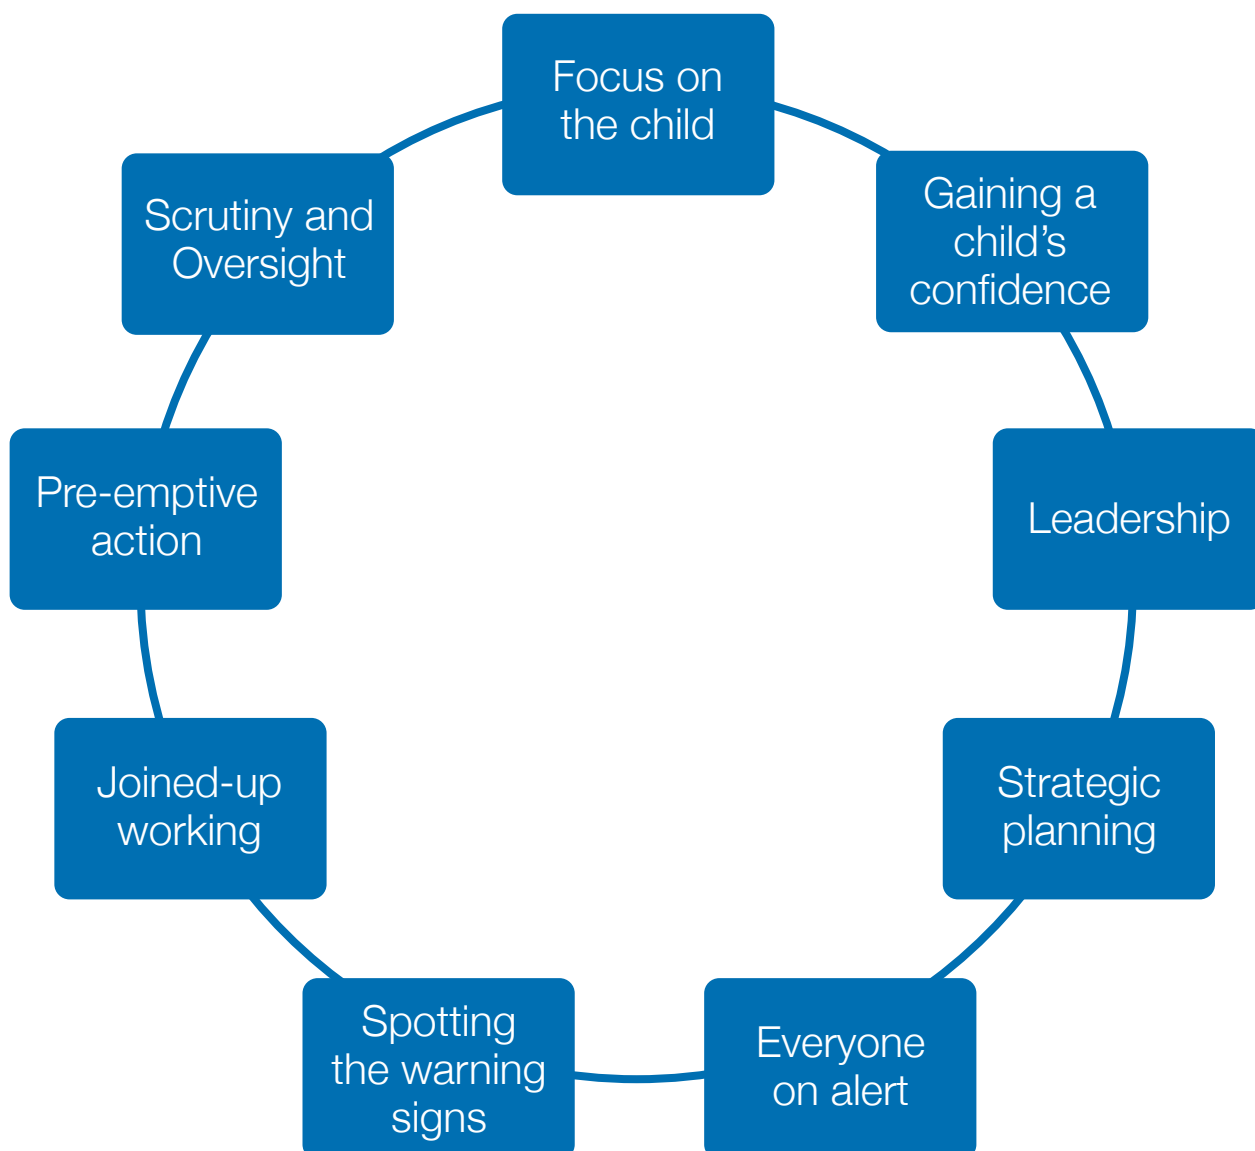 Focus on
the child
Gaining a
child’s
confidence
Leadership
Strategic
planning
Everyone
on alert
Spotting
the warning
signs
Joined-up
working
Pre-emptive
action
Scrutiny and
Oversight